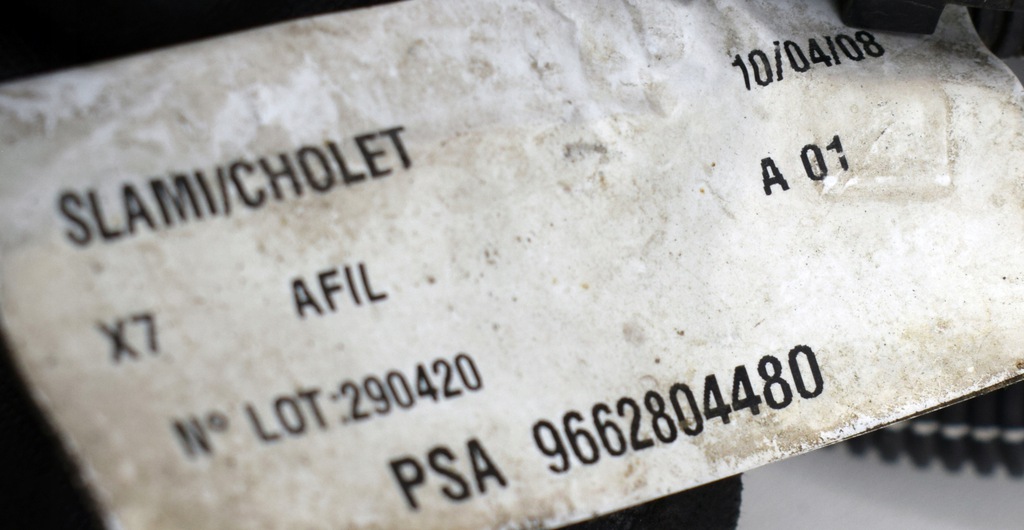 10/04/08
SLAMI/CHOLET
A 01
X7 AFIL
N° LOT:290420
PSA 9662804480